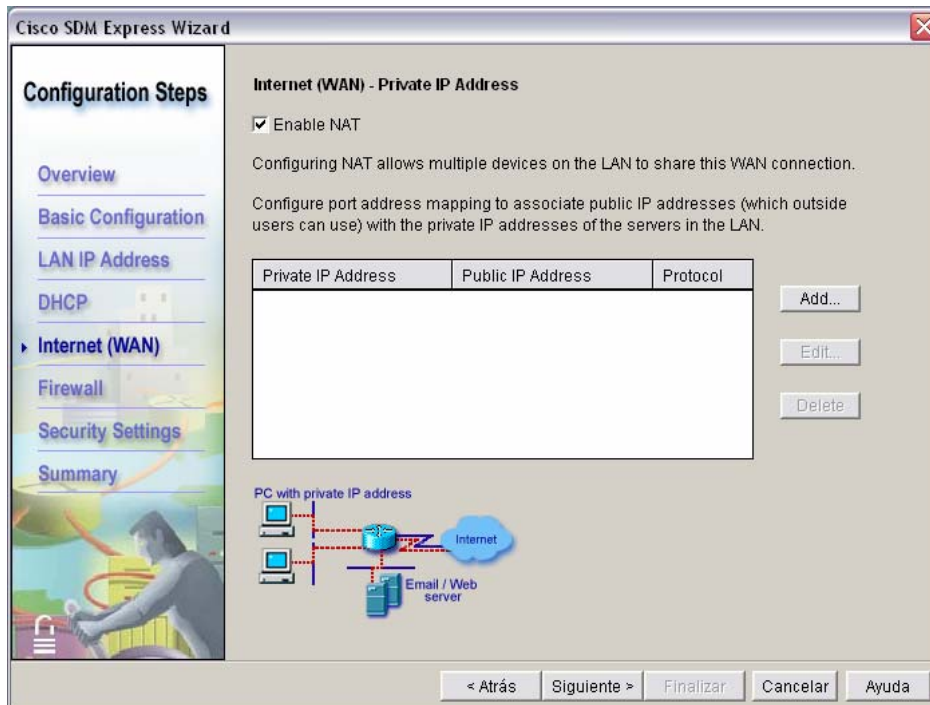 Cisco SDM Express Wizard
Configuration Steps
Overview
Basic Configuration
LAN IP Address
DHCP
Internet (WAN)
Firewall
Security Settings
Summary
Internet (WAN) - Private IP Address
Enable NAT
Configuring NAT allows multiple devices on the LAN to share this WAN connection.
Configure port address mapping to associate public IP addresses (which outside
users can use) with the private IP addresses of the servers in the LAN.
Private IP Address Public IP Address Protocol
Add...
Edit...
Delete
PC with private IP address
Internet
Email / Web
server
< Atrás Siguiente > Finalizar Cancelar Ayuda